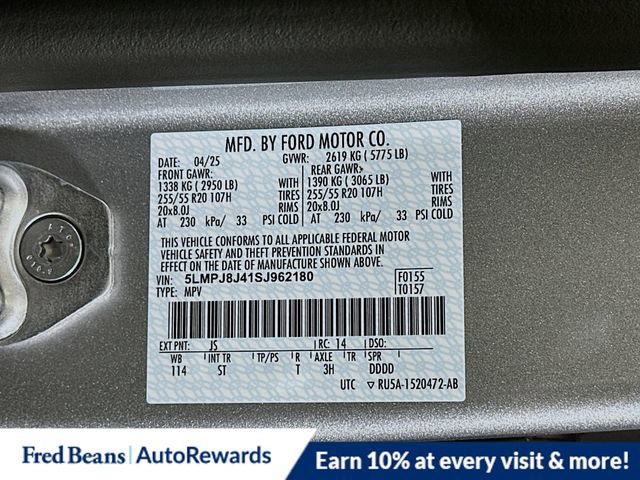 MFD. BY FORD MOTOR CO.
DATE: 04/25 GVWR: 2619 KG ( 5775 LB)
FRONT GAWR: REAR GAWR:
1338 KG ( 2950 LB) WITH 1390 KG ( 3065 LB) WITH
255/55 R20 107H TIRES 255/55 R20 107H TIRES
20x8.0J RIMS 20x8.0J RIMS
AT 230 kPa/ 33 PSI COLD AT 230 kPa/ 33 PSI COLD
THIS VEHICLE CONFORMS TO ALL APPLICABLE FEDERAL MOTOR
VEHICLE SAFETY AND THEFT PREVENTION STANDARDS IN
EFFECT ON THE DATE OF MANUFACTURE SHOWN ABOVE.
VIN: 5LMPJ8J41SJ962180 F0155
TYPE: MPV T0157
EXT PNT: JS RC: 14 DSO:
WB INT TR TP/PS R AXLE TR SPR
114 ST T 3H DDDD
UTC RU5A-1520472-AB
Fred Beans AutoRewards
Earn 10% at every visit & more!